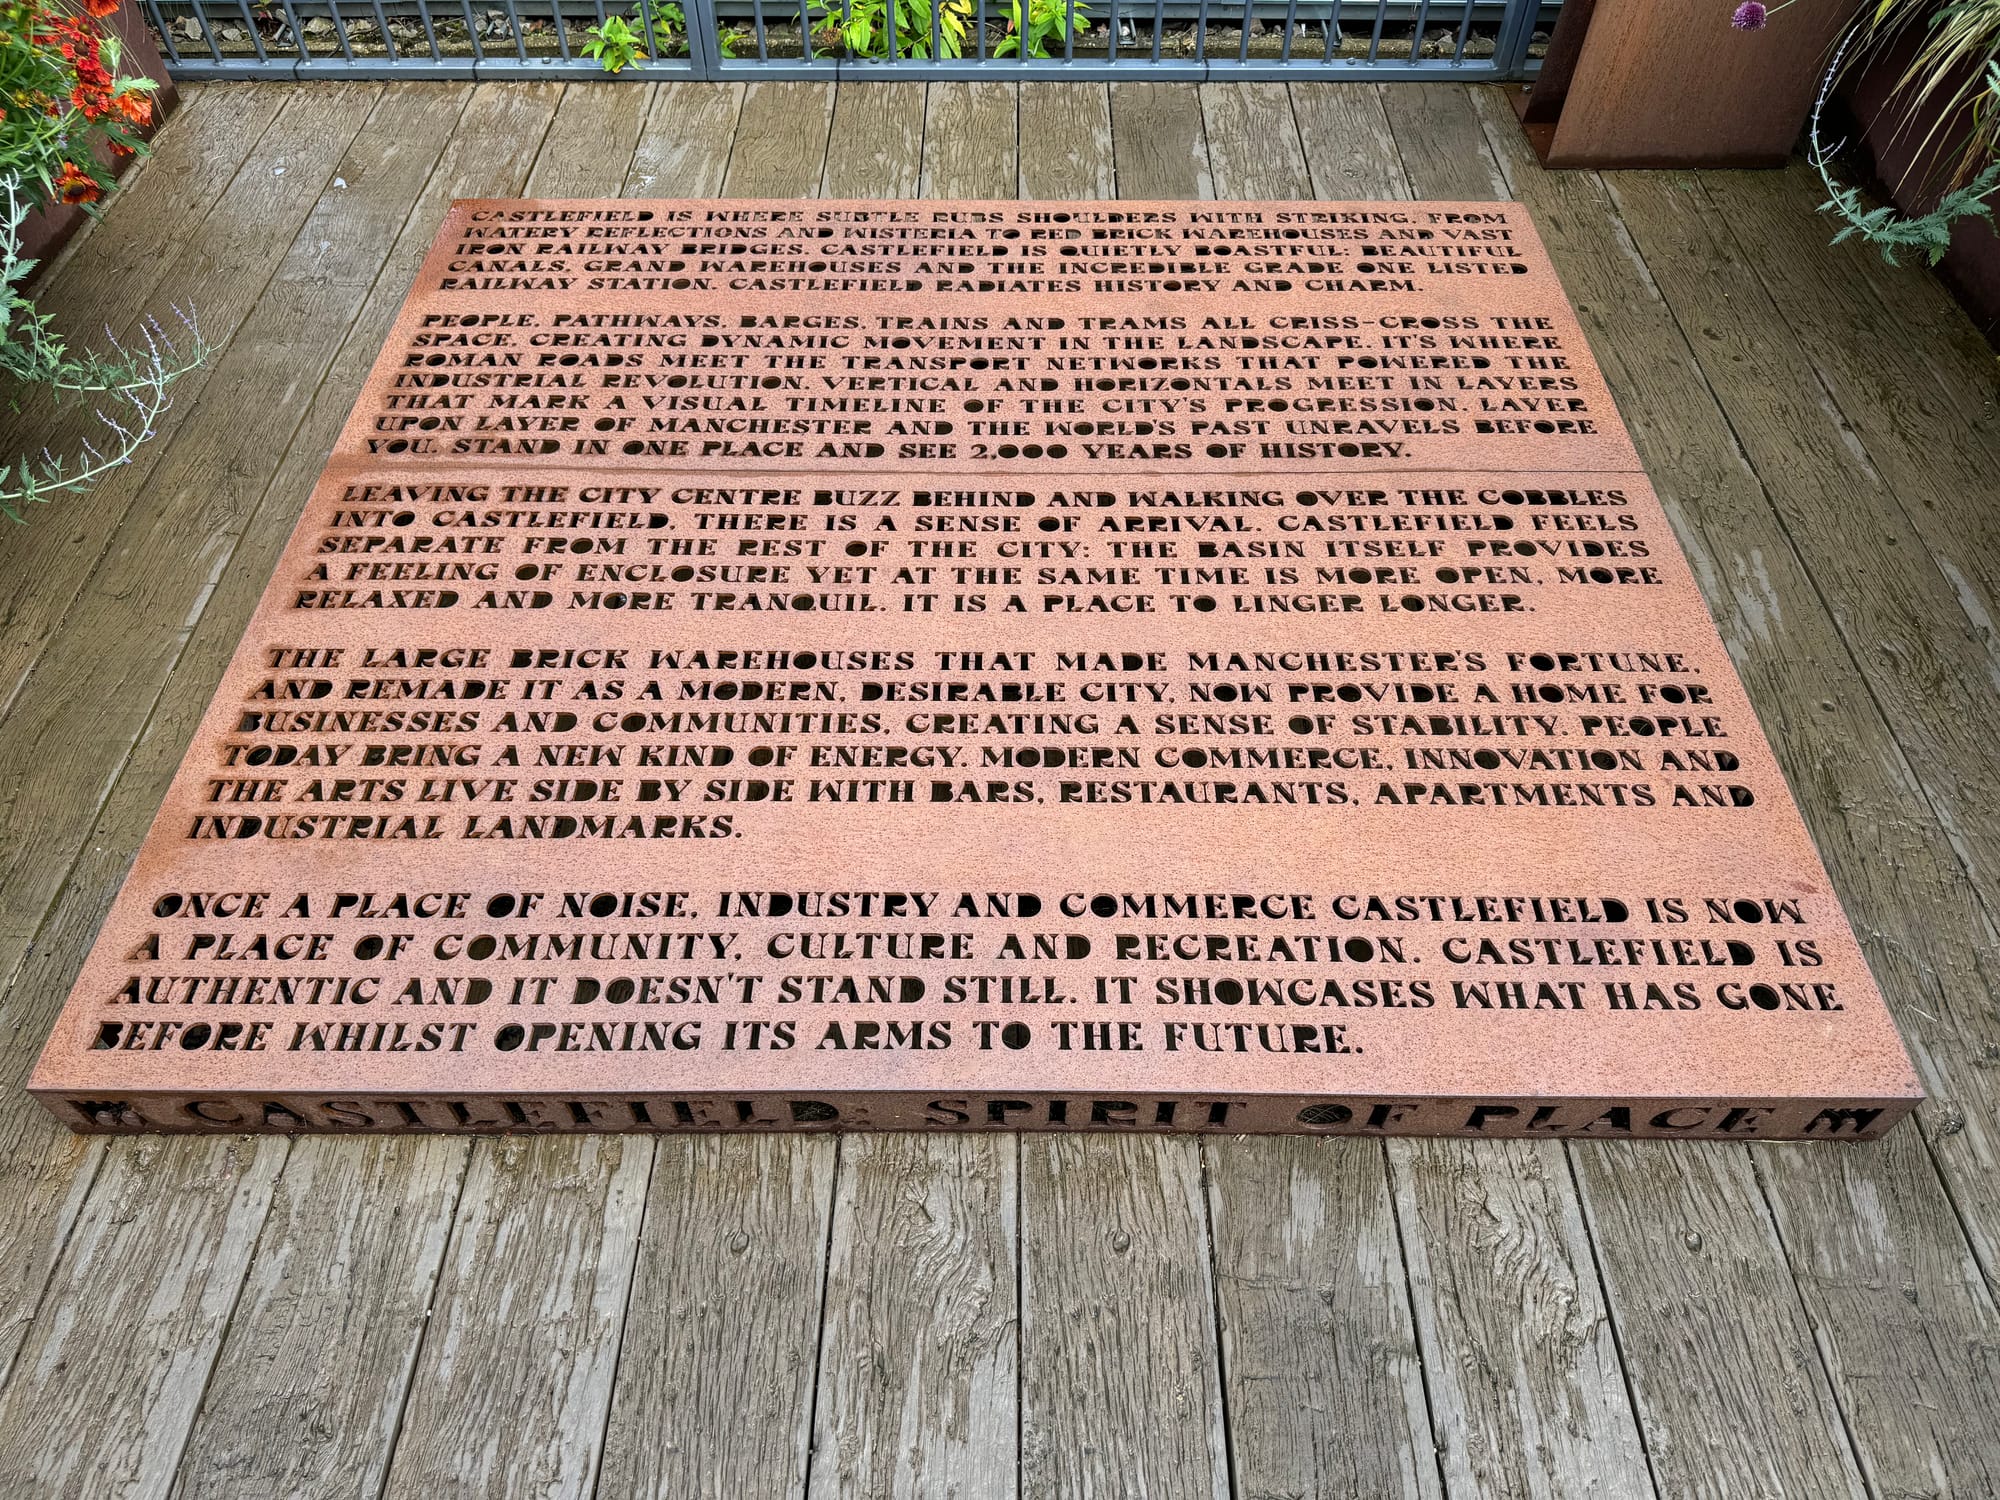 CASTLEFIELD IS WHERE SUBTLE RUBS SHOULDERS WITH STRIKING. FROM
WATERY REFLECTIONS AND WISTERIA TO RED BRICK WAREHOUSES AND VAST
IRON RAILWAY BRIDGES. CASTLEFIELD IS QUIETLY BOASTFUL: BEAUTIFUL
CANALS, GRAND WAREHOUSES AND THE INCREDIBLE GRADE ONE LISTED
RAILWAY STATION. CASTLEFIELD RADIATES HISTORY AND CHARM.
PEOPLE, PATHWAYS, BARGES, TRAINS AND TRAMS ALL CRISS-CROSS THE
SPACE, CREATING DYNAMIC MOVEMENT IN THE LANDSCAPE. IT'S WHERE
ROMAN ROADS MEET THE TRANSPORT NETWORKS THAT POWERED THE
INDUSTRIAL REVOLUTION. VERTICAL AND HORIZONTALS MEET IN LAYERS
THAT MARK A VISUAL TIMELINE OF THE CITY'S PROGRESSION. LAYER
UPON LAYER OF MANCHESTER AND THE WORLD'S PAST UNRAVELS BEFORE
YOU. STAND IN ONE PLACE AND SEE 2,000 YEARS OF HISTORY.
LEAVING THE CITY CENTRE BUZZ BEHIND AND WALKING OVER THE COBBLES
INTO CASTLEFIELD, THERE IS A SENSE OF ARRIVAL. CASTLEFIELD FEELS
SEPARATE FROM THE REST OF THE CITY: THE BASIN ITSELF PROVIDES
A FEELING OF ENCLOSURE YET AT THE SAME TIME IS MORE OPEN, MORE
RELAXED AND MORE TRANQUIL. IT IS A PLACE TO LINGER LONGER.
THE LARGE BRICK WAREHOUSES THAT MADE MANCHESTER'S FORTUNE,
AND REMADE IT AS A MODERN, DESIRABLE CITY, NOW PROVIDE A HOME FOR
BUSINESSES AND COMMUNITIES, CREATING A SENSE OF STABILITY. PEOPLE
TODAY BRING A NEW KIND OF ENERGY. MODERN COMMERCE, INNOVATION AND
THE ARTS LIVE SIDE BY SIDE WITH BARS, RESTAURANTS, APARTMENTS AND
INDUSTRIAL LANDMARKS.
ONCE A PLACE OF NOISE, INDUSTRY AND COMMERCE CASTLEFIELD IS NOW
A PLACE OF COMMUNITY, CULTURE AND RECREATION. CASTLEFIELD IS
AUTHENTIC AND IT DOESN'T STAND STILL. IT SHOWCASES WHAT HAS GONE
BEFORE WHILST OPENING ITS ARMS TO THE FUTURE.
CASTLEFIELD: SPIRIT OF PLACE